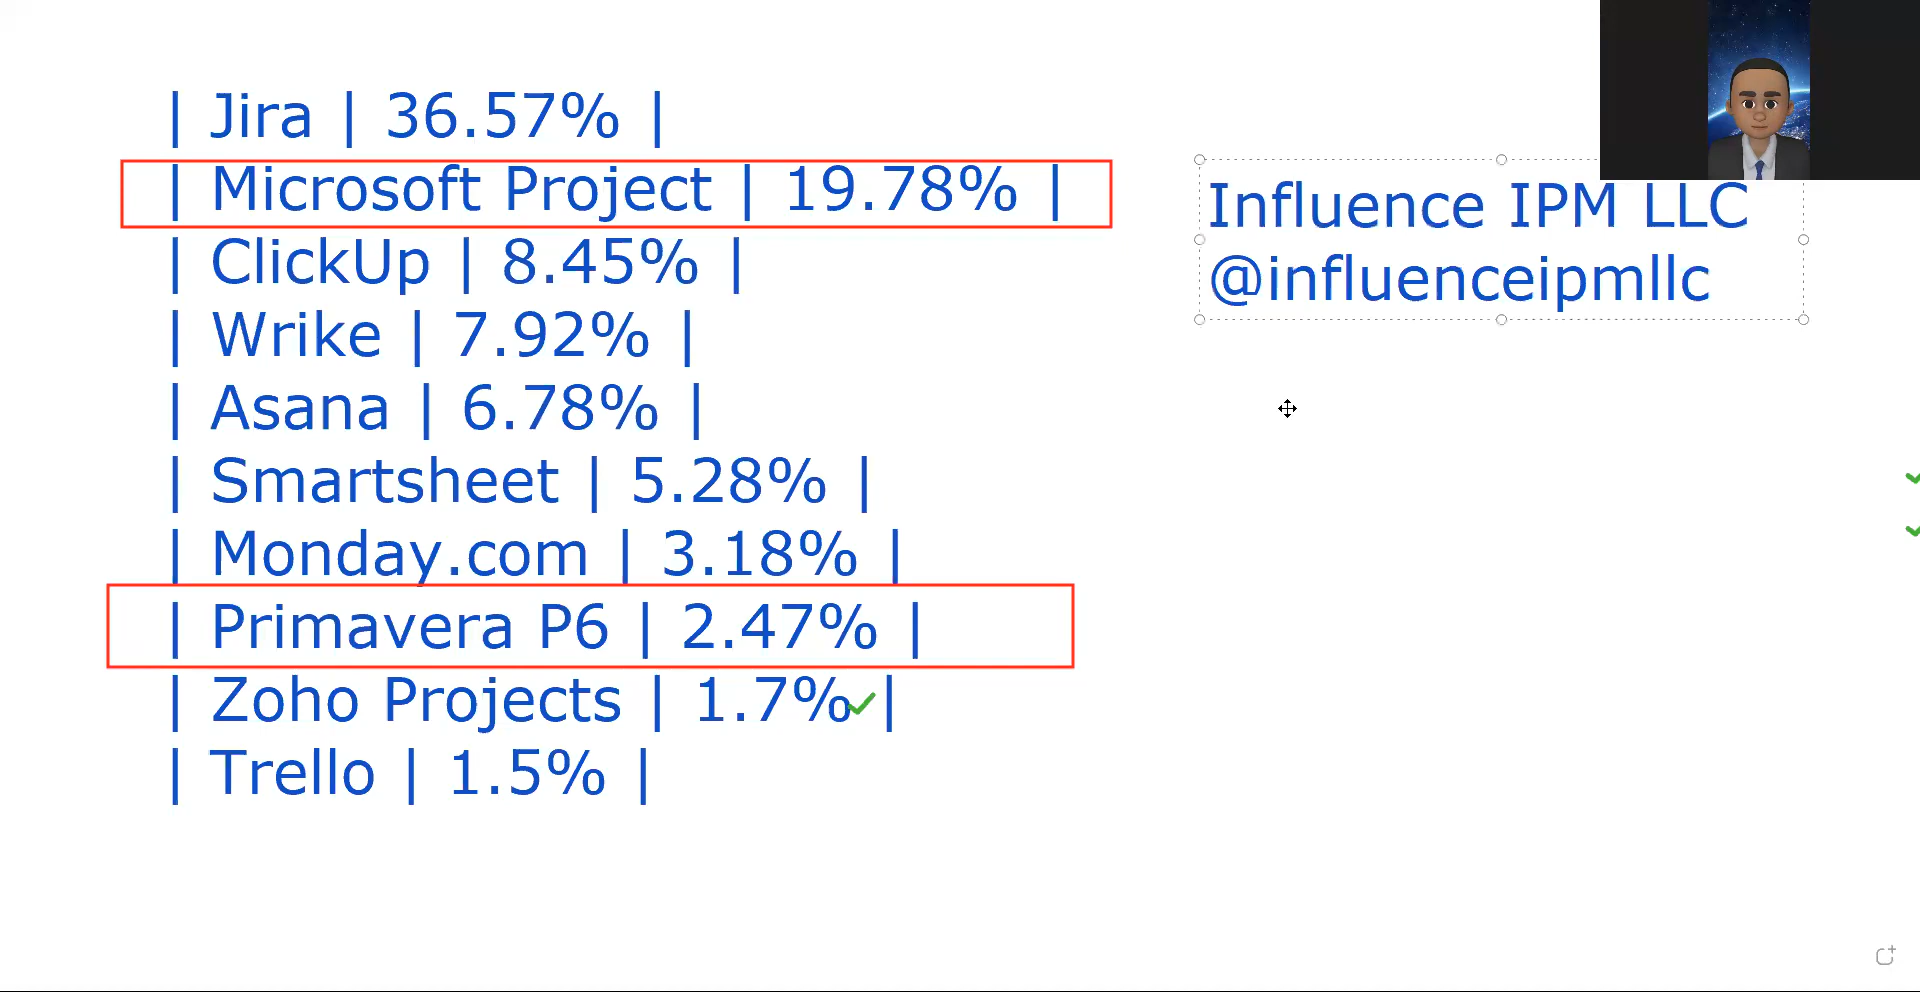 | Jira | 36.57% |
| Microsoft Project | 19.78% |
| ClickUp | 8.45% |
| Wrike | 7.92% |
| Asana | 6.78% |
| Smartsheet | 5.28% |
| Monday.com | 3.18% |
| Primavera P6 | 2.47% |
| Zoho Projects | 1.7% |
| Trello | 1.5% |
Influence IPM LLC
@influenceipmllc